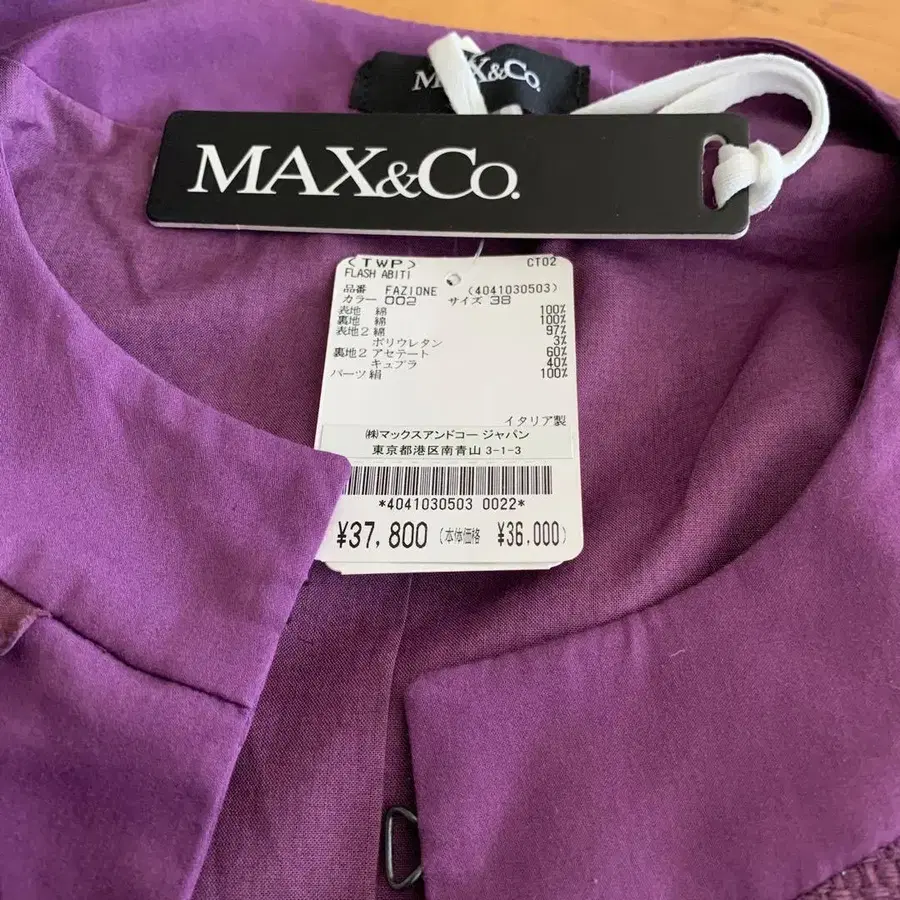 MAX&Co.
MAX&Co.
(TWP) CT02
FLASH ABITI
品番 FAZIONE (4041030503)
カラー 002 サイズ 38
表地 綿 100%
裏地 綿 100%
表地2 綿 97%
ポリウレタン 3%
裏地2 アセテート 60%
キュプラ 40%
パーツ 絹 100%
イタリア製
㈱マックスアンドコー ジャパン
東京都港区南青山 3-1-3
*4041030503 0022*
¥37,800 (本体価格 ¥36,000)